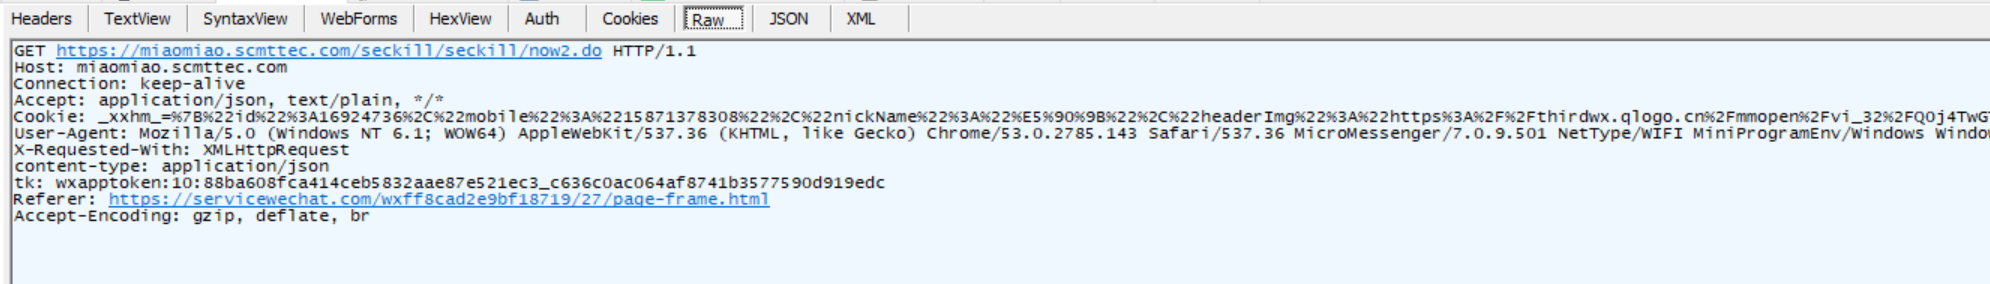 Headers TextView SyntaxView WebForms HexView Auth Cookies Raw JSON XML
GET https://miaomiao.scmttec.com/seckill/seckill/now2.do HTTP/1.1
Host: miaomiao.scmttec.com
Connection: keep-alive
Accept: application/json, text/plain, */*
Cookie: _xxhm_=%7B%22id%22%3A16924736%2C%22mobile%22%3A%2215871378308%22%2C%22nickName%22%3A%22%E5%90%9B%22%2C%22headerImg%22%3A%22https%3A%2F%2Fthirdwx.qlogo.cn%2Fmmopen%2Fvi_32%2FQ0j4TwG
User-Agent: Mozilla/5.0 (Windows NT 6.1; WOW64) AppleWebKit/537.36 (KHTML, like Gecko) Chrome/53.0.2785.143 Safari/537.36 MicroMessenger/7.0.9.501 NetType/WIFI MiniProgramEnv/Windows Windo
X-Requested-With: XMLHttpRequest
content-type: application/json
tk: wxapptoken:10:88ba608fca414ceb5832aae87e521ec3_c636c0ac064af8741b3577590d919edc
Referer: https://servicewechat.com/wxff8cad2e9bf18719/27/page-frame.html
Accept-Encoding: gzip, deflate, br